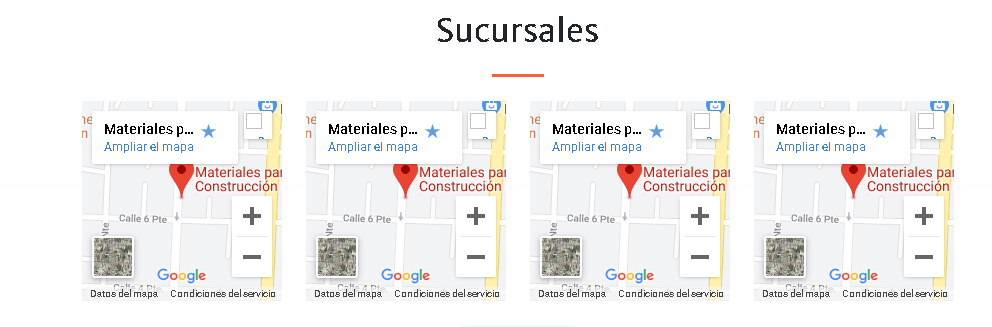 Sucursales
Materiales p...
Ampliar el mapa
Materiales par
Construcción
Calle 6 Pte
Google
Datos del mapa Condiciones del servicio
Materiales p...
Ampliar el mapa
Materiales par
Construcción
Calle 6 Pte
Google
Datos del mapa Condiciones del servicio
Materiales p...
Ampliar el mapa
Materiales par
Construcción
Calle 6 Pte
Google
Datos del mapa Condiciones del servicio
Materiales p...
Ampliar el mapa
Materiales par
Construcción
Calle 6 Pte
Google
Datos del mapa Condiciones del servicio